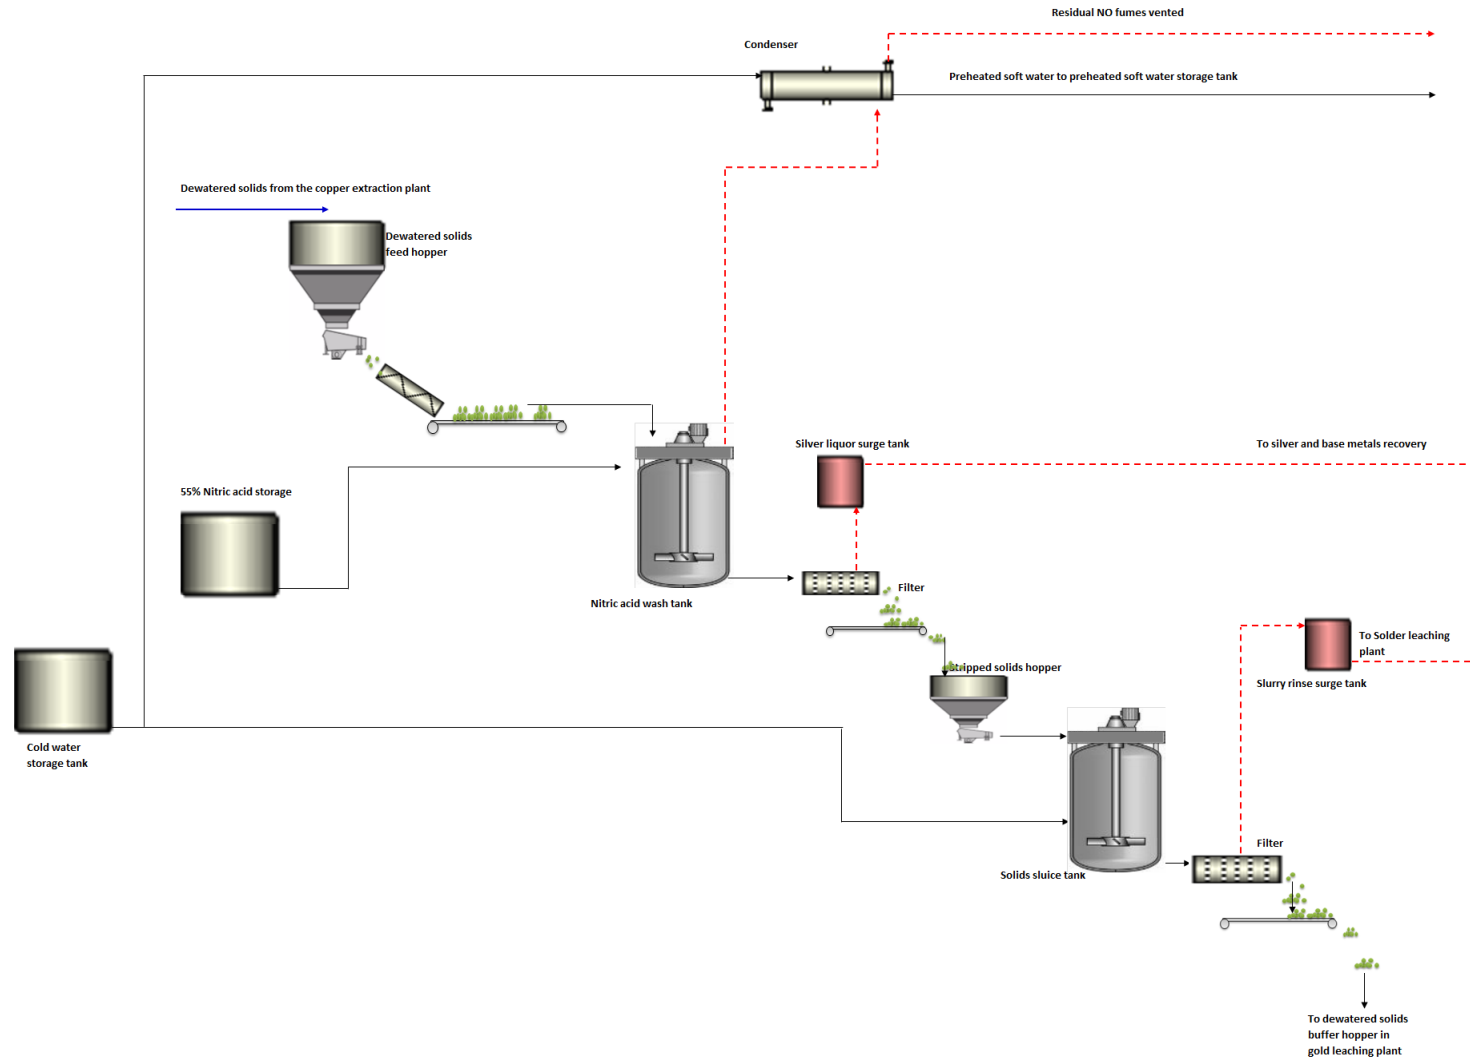 Residual NO fumes vented
Condenser
Preheated soft water to preheated soft water storage tank
Dewatered solids from the copper extraction plant
Dewatered solids
feed hopper
Silver liquor surge tank
To silver and base metals recovery
55% Nitric acid storage
Filter
Nitric acid wash tank
To Solder leaching
plant
Stripped solids hopper
Slurry rinse surge tank
Cold water
storage tank
Filter
Solids sluice tank
To dewatered solids
buffer hopper in
gold leaching plant